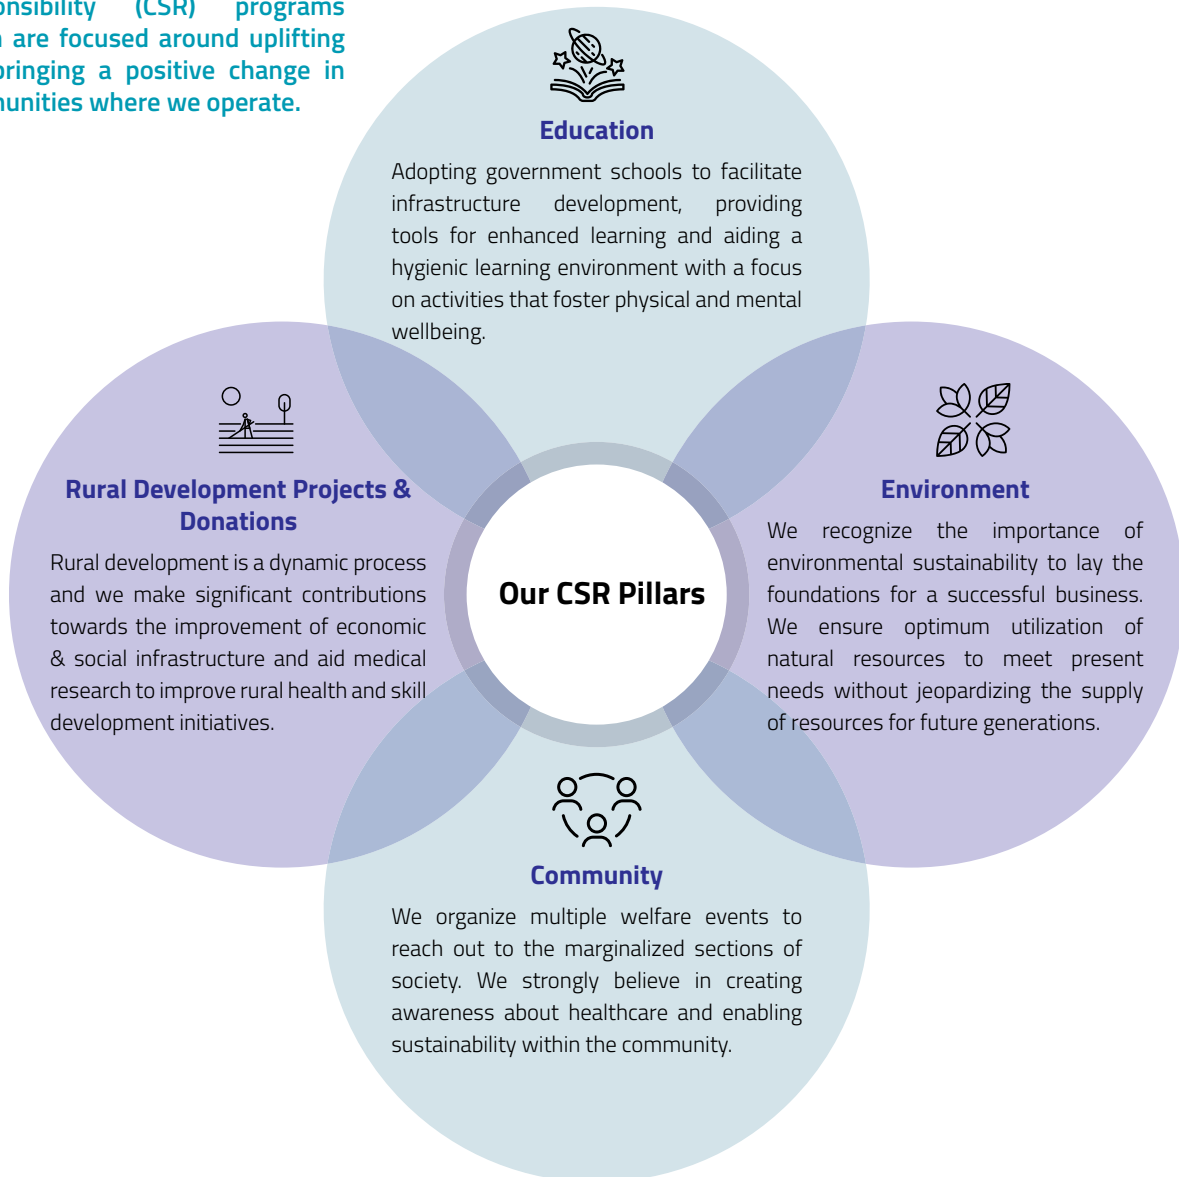 (CSR) programs
are focused around uplifting
bringing a positive change in
where we operate.
Education
Adopting government schools to facilitate
infrastructure development, providing
tools for enhanced learning and aiding a
hygienic learning environment with a focus
on activities that foster physical and mental
wellbeing.
Rural Development Projects &
Donations
Rural development is a dynamic process
and we make significant contributions
towards the improvement of economic
& social infrastructure and aid medical
research to improve rural health and skill
development initiatives.
Our CSR Pillars
Environment
We recognize the importance of
environmental sustainability to lay the
foundations for a successful business.
We ensure optimum utilization of
natural resources to meet present
needs without jeopardizing the supply
of resources for future generations.
Community
We organize multiple welfare events to
reach out to the marginalized sections of
society. We strongly believe in creating
awareness about healthcare and enabling
sustainability within the community.